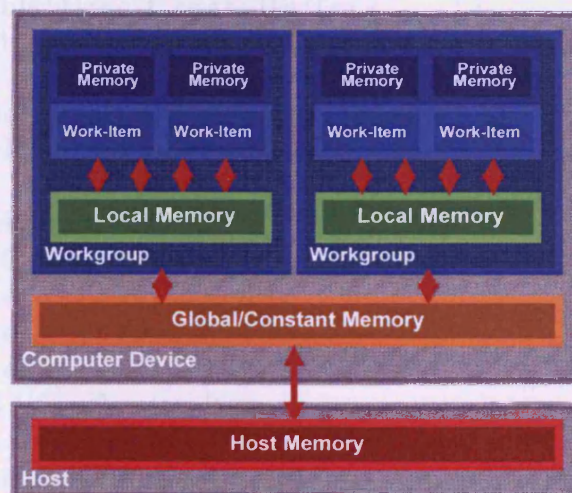 Private Memory
Private Memory
Private Memory
Private Memory
Work-Item
Work-Item
Work-Item
Work-Item
Local Memory
Local Memory
Workgroup
Workgroup
Global/Constant Memory
Computer Device
Host Memory
Host